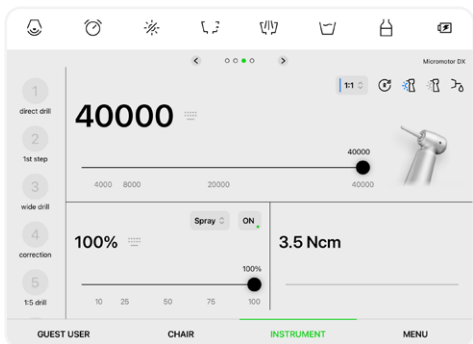 Micromotor DX
1:1
1
direct drill
2
1st step
3
wide drill
4
correction
5
1:5 drill
40000
40000
4000 8000 20000 40000
Spray ON
100%
100%
10 25 50 75 100
3.5 Ncm
GUEST USER CHAIR INSTRUMENT MENU